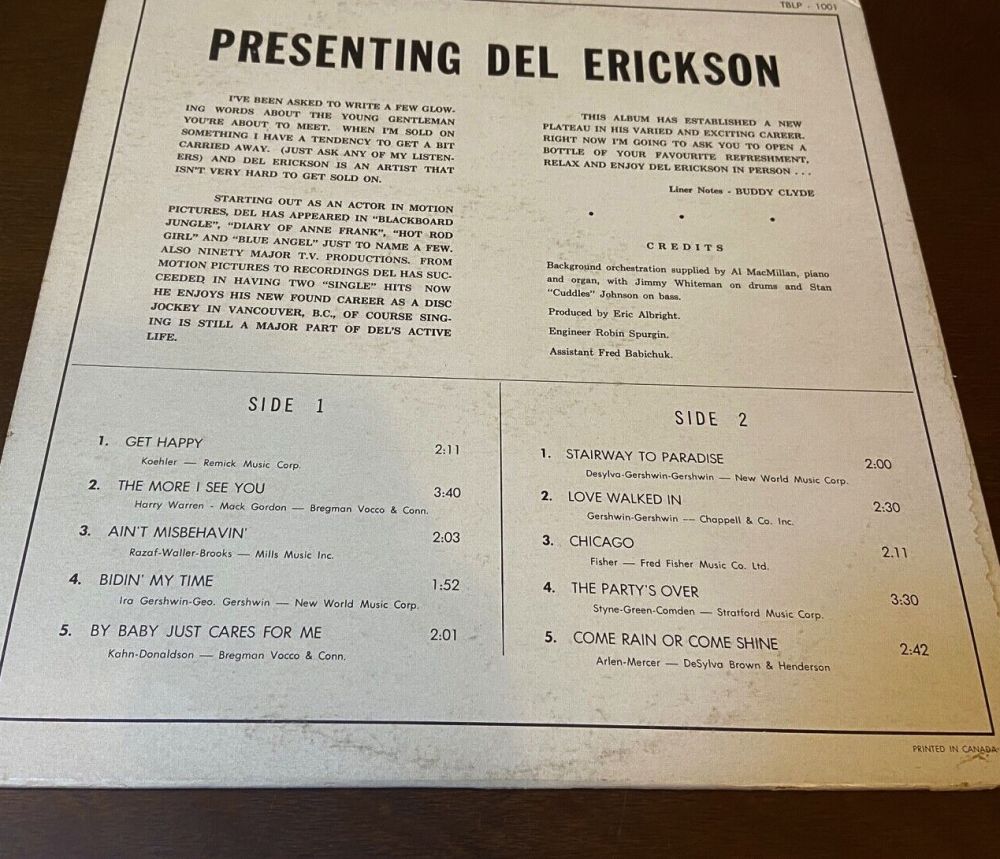 TBLP - 1001
PRESENTING DEL ERICKSON
I'VE BEEN ASKED TO WRITE A FEW GLOW-
ING WORDS ABOUT THE YOUNG GENTLEMAN
YOU'RE ABOUT TO MEET. WHEN I'M SOLD ON
SOMETHING I HAVE A TENDENCY TO GET A BIT
CARRIED AWAY. (JUST ASK ANY OF MY LISTEN-
ERS) AND DEL ERICKSON IS AN ARTIST THAT
ISN'T VERY HARD TO GET SOLD ON.
STARTING OUT AS AN ACTOR IN MOTION
PICTURES, DEL HAS APPEARED IN "BLACKBOARD
JUNGLE", "DIARY OF ANNE FRANK", "HOT ROD
GIRL" AND "BLUE ANGEL" JUST TO NAME A FEW.
ALSO NINETY MAJOR T.V. PRODUCTIONS. FROM
MOTION PICTURES TO RECORDINGS DEL HAS SUC-
CEEDED IN HAVING TWO "SINGLE" HITS NOW
HE ENJOYS HIS NEW FOUND CAREER AS A DISC
JOCKEY IN VANCOUVER, B.C., OF COURSE SING-
ING IS STILL A MAJOR PART OF DEL'S ACTIVE
LIFE.
THIS ALBUM HAS ESTABLISHED A NEW
PLATEAU IN HIS VARIED AND EXCITING CAREER.
RIGHT NOW I'M GOING TO ASK YOU TO OPEN A
BOTTLE OF YOUR FAVOURITE REFRESHMENT,
RELAX AND ENJOY DEL ERICKSON IN PERSON . . .
Liner Notes - BUDDY CLYDE
• • •
CREDITS
Background orchestration supplied by Al MacMillan, piano
and organ, with Jimmy Whiteman on drums and Stan
"Cuddles" Johnson on bass.
Produced by Eric Albright.
Engineer Robin Spurgin.
Assistant Fred Babichuk.
SIDE 1
1. GET HAPPY 2:11
Koehler — Remick Music Corp.
2. THE MORE I SEE YOU 3:40
Harry Warren - Mack Gordon — Bregman Vocco & Conn.
3. AIN'T MISBEHAVIN' 2:03
Razaf-Waller-Brooks — Mills Music Inc.
4. BIDIN' MY TIME 1:52
Ira Gershwin-Geo. Gershwin — New World Music Corp.
5. BY BABY JUST CARES FOR ME 2:01
Kahn-Donaldson — Bregman Vocco & Conn.
SIDE 2
1. STAIRWAY TO PARADISE 2:00
Desylva-Gershwin-Gershwin — New World Music Corp.
2. LOVE WALKED IN 2:30
Gershwin-Gershwin — Chappell & Co. Inc.
3. CHICAGO 2.11
Fisher — Fred Fisher Music Co. Ltd.
4. THE PARTY'S OVER 3:30
Styne-Green-Comden — Stratford Music Corp.
5. COME RAIN OR COME SHINE 2:42
Arlen-Mercer — DeSylva Brown & Henderson
PRINTED IN CANADA